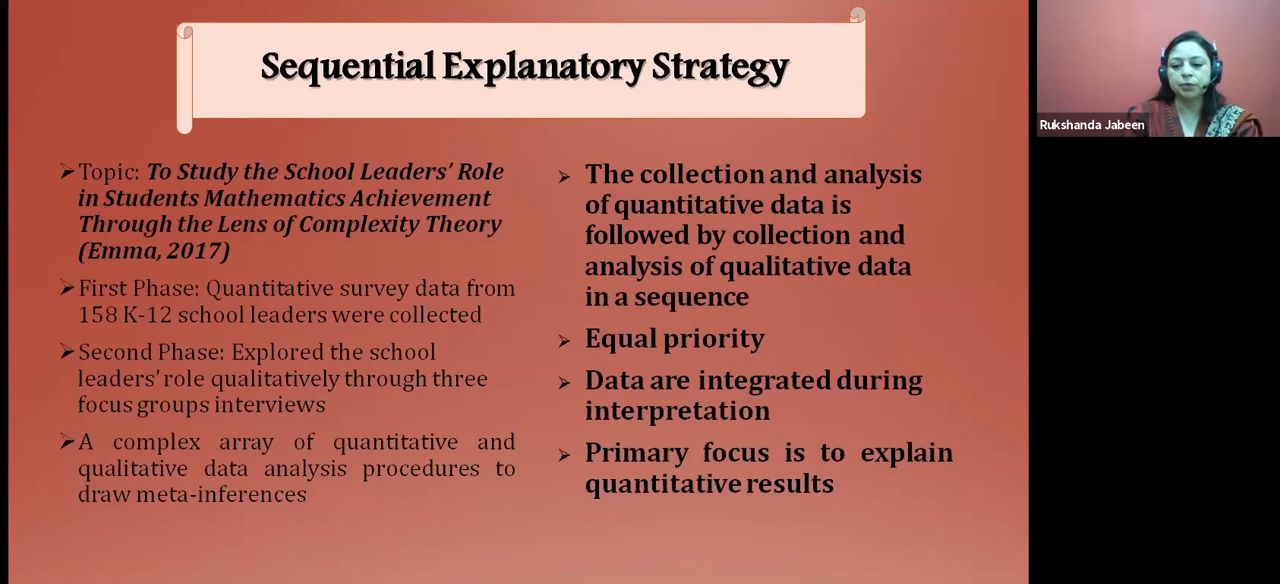 Sequential Explanatory Strategy
Topic: To Study the School Leaders' Role
in Students Mathematics Achievement
Through the Lens of Complexity Theory
(Emma, 2017)
First Phase: Quantitative survey data from
158 K-12 school leaders were collected
Second Phase: Explored the school
leaders' role qualitatively through three
focus groups interviews
A complex array of quantitative and
qualitative data analysis procedures to
draw meta-inferences
The collection and analysis
of quantitative data is
followed by collection and
analysis of qualitative data
in a sequence
Equal priority
Data are integrated during
interpretation
Primary focus is to explain
quantitative results
Rukshanda Jabeen